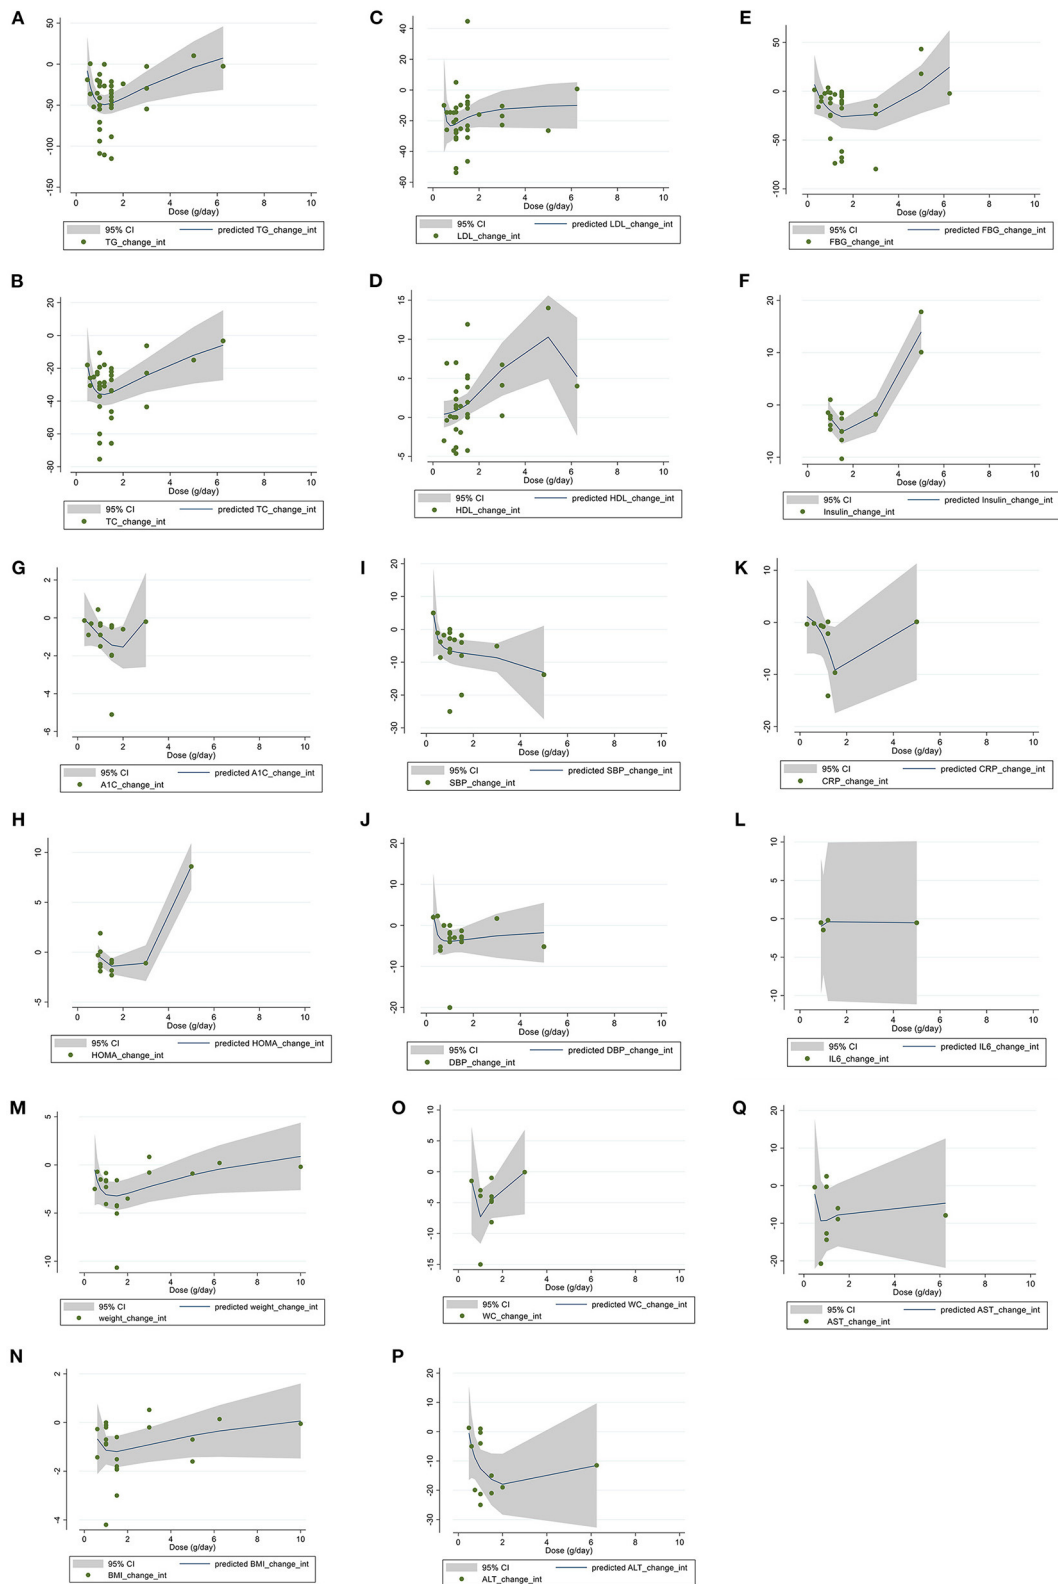 A
50
0
-50
-100
-150
0 2 4 6 8 10
Dose (g/day)
95% CI predicted TG_change_int
TG_change_int
C
40
20
0
-20
-40
-60
0 2 4 6 8 10
Dose (g/day)
95% CI predicted LDL_change_int
LDL_change_int
E
50
0
-50
-100
0 2 4 6 8 10
Dose (g/day)
95% CI predicted FBG_change_int
FBG_change_int
B
20
0
-20
-40
-60
-80
0 2 4 6 8 10
Dose (g/day)
95% CI predicted TC_change_int
TC_change_int
D
15
10
5
0
-5
0 2 4 6 8 10
Dose (g/day)
95% CI predicted HDL_change_int
HDL_change_int
F
20
10
0
-10
0 2 4 6 8 10
Dose (g/day)
95% CI predicted Insulin_change_int
Insulin_change_int
G
2
0
-2
-4
-6
0 2 4 6 8 10
Dose (g/day)
95% CI predicted A1C_change_int
A1C_change_int
I
20
10
0
-10
-20
-30
0 2 4 6 8 10
Dose (g/day)
95% CI predicted SBP_change_int
SBP_change_int
K
10
0
-10
-20
0 2 4 6 8 10
Dose (g/day)
95% CI predicted CRP_change_int
CRP_change_int
H
10
5
0
-5
0 2 4 6 8 10
Dose (g/day)
95% CI predicted HOMA_change_int
HOMA_change_int
J
20
10
0
-10
-20
0 2 4 6 8 10
Dose (g/day)
95% CI predicted DBP_change_int
DBP_change_int
L
10
5
0
-5
-10
0 2 4 6 8 10
Dose (g/day)
95% CI predicted IL6_change_int
IL6_change_int
M
5
0
-5
-10
0 2 4 6 8 10
Dose (g/day)
95% CI predicted weight_change_int
weight_change_int
O
10
5
0
-5
-10
-15
0 2 4 6 8 10
Dose (g/day)
95% CI predicted WC_change_int
WC_change_int
Q
20
10
0
-10
-20
0 2 4 6 8 10
Dose (g/day)
95% CI predicted AST_change_int
AST_change_int
N
2
0
-2
-4
0 2 4 6 8 10
Dose (g/day)
95% CI predicted BMI_change_int
BMI_change_int
P
20
10
0
-10
-20
-30
0 2 4 6 8 10
Dose (g/day)
95% CI predicted ALT_change_int
ALT_change_int